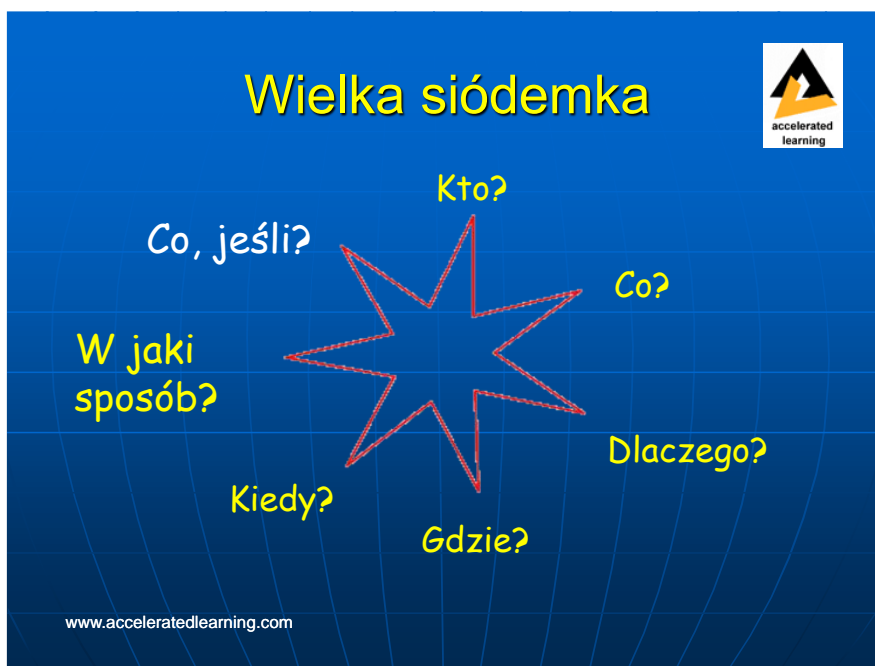 Wielka siódemka
accelerated
learning
Kto?
Co, jeśli?
Co?
W jaki
sposób?
Dlaczego?
Kiedy?
Gdzie?
www.acceleratedlearning.com